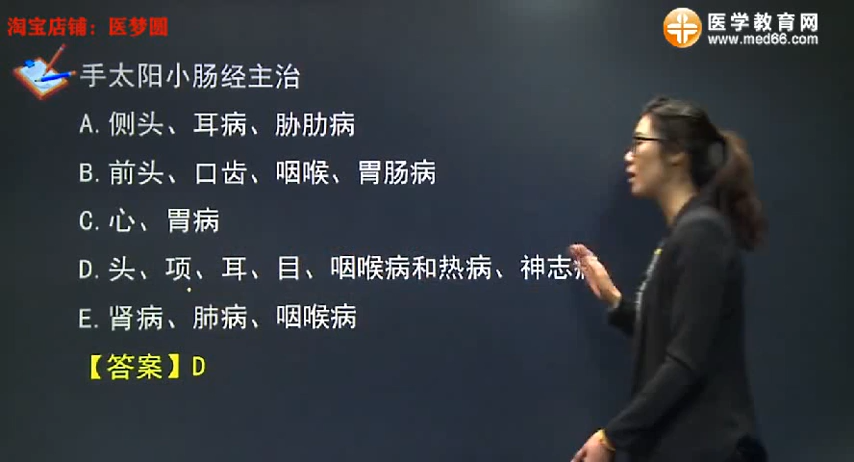 淘宝店铺：医梦圆
医学教育网
www.med66.com
手太阳小肠经主治
A.侧头、耳病、胁肋病
B.前头、口齿、咽喉、胃肠病
C.心、胃病
D.头、项、耳、目、咽喉病和热病、神志病
E.肾病、肺病、咽喉病
【答案】D